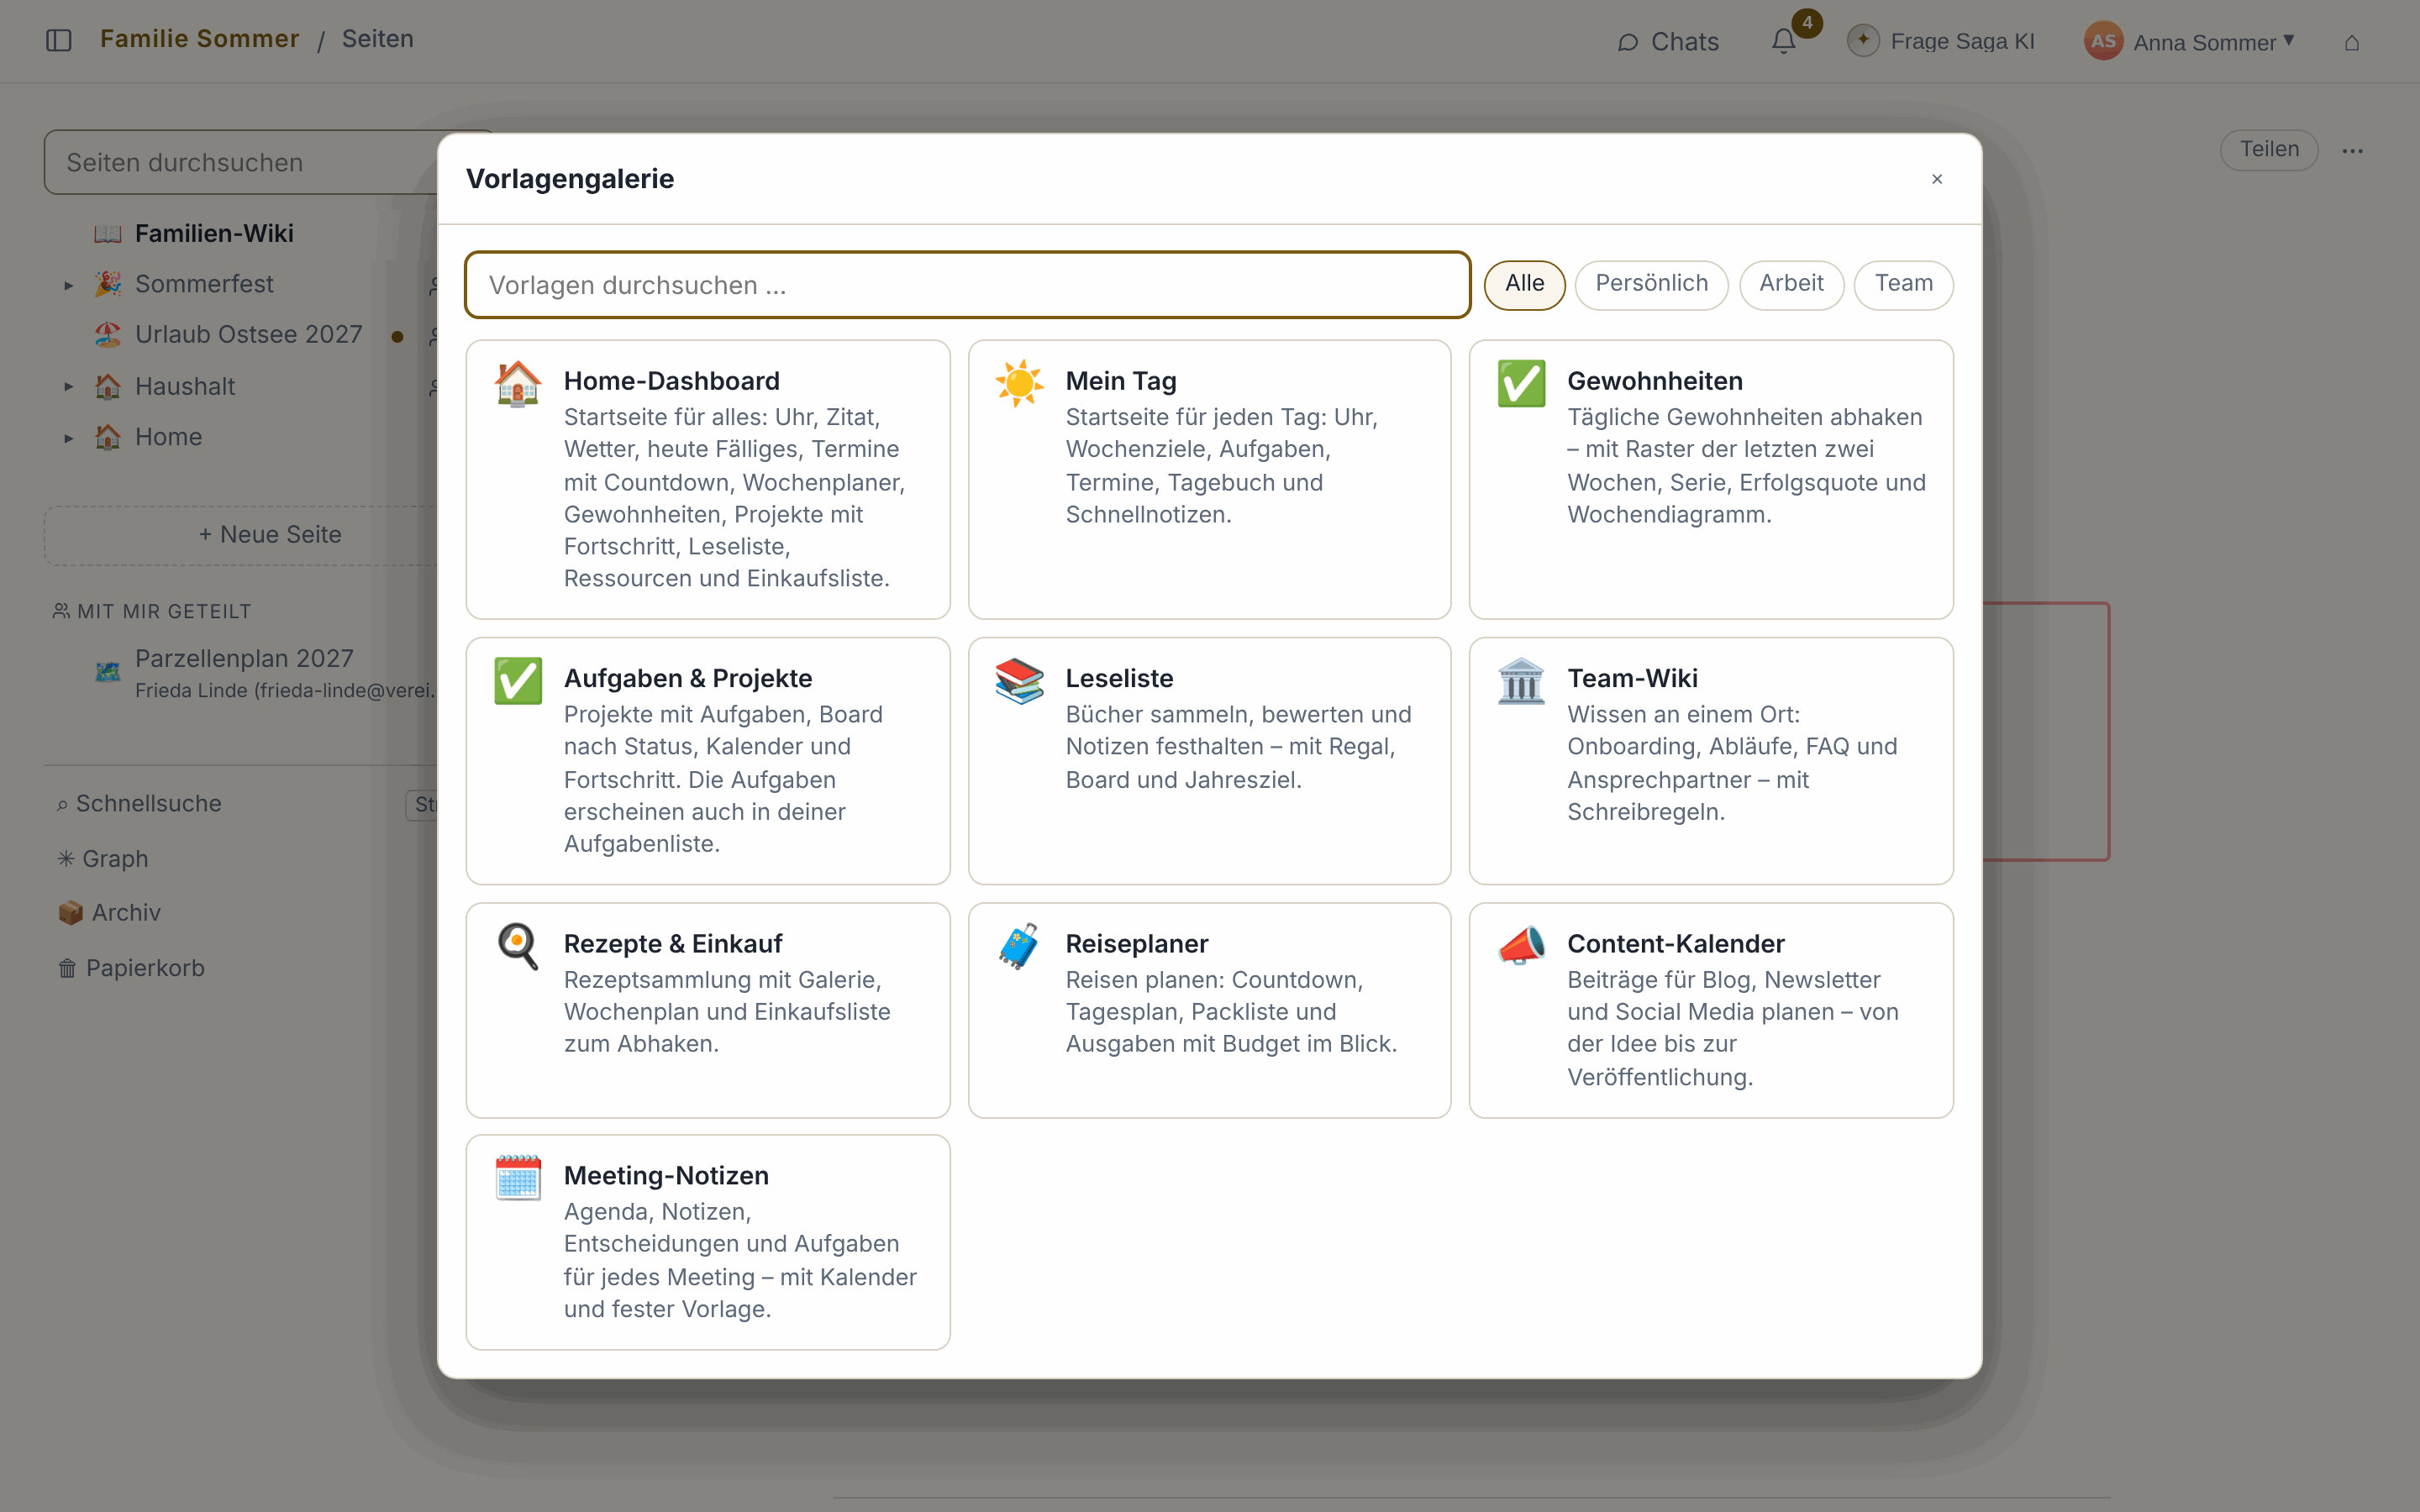 Familie Sommer / Seiten
Chats
4
Frage Saga KI
AS Anna Sommer
Seiten durchsuchen
Teilen
Familien-Wiki
Sommerfest
Urlaub Ostsee 2027
Haushalt
Home
+ Neue Seite
MIT MIR GETEILT
Parzellenplan 2027
Frieda Linde (frieda-linde@verei.
Schnellsuche
Graph
Archiv
Papierkorb
Vorlagengalerie
×
Vorlagen durchsuchen ...
Alle
Persönlich
Arbeit
Team
Home-Dashboard
Startseite für alles: Uhr, Zitat,
Wetter, heute Fälliges, Termine
mit Countdown, Wochenplaner,
Gewohnheiten, Projekte mit
Fortschritt, Leseliste,
Ressourcen und Einkaufsliste.
Mein Tag
Startseite für jeden Tag: Uhr,
Wochenziele, Aufgaben,
Termine, Tagebuch und
Schnellnotizen.
Gewohnheiten
Tägliche Gewohnheiten abhaken
– mit Raster der letzten zwei
Wochen, Serie, Erfolgsquote und
Wochendiagramm.
Aufgaben & Projekte
Projekte mit Aufgaben, Board
nach Status, Kalender und
Fortschritt. Die Aufgaben
erscheinen auch in deiner
Aufgabenliste.
Leseliste
Bücher sammeln, bewerten und
Notizen festhalten – mit Regal,
Board und Jahresziel.
Team-Wiki
Wissen an einem Ort:
Onboarding, Abläufe, FAQ und
Ansprechpartner – mit
Schreibregeln.
Rezepte & Einkauf
Rezeptsammlung mit Galerie,
Wochenplan und Einkaufsliste
zum Abhaken.
Reiseplaner
Reisen planen: Countdown,
Tagesplan, Packliste und
Ausgaben mit Budget im Blick.
Content-Kalender
Beiträge für Blog, Newsletter
und Social Media planen – von
der Idee bis zur
Veröffentlichung.
Meeting-Notizen
Agenda, Notizen,
Entscheidungen und Aufgaben
für jedes Meeting – mit Kalender
und fester Vorlage.